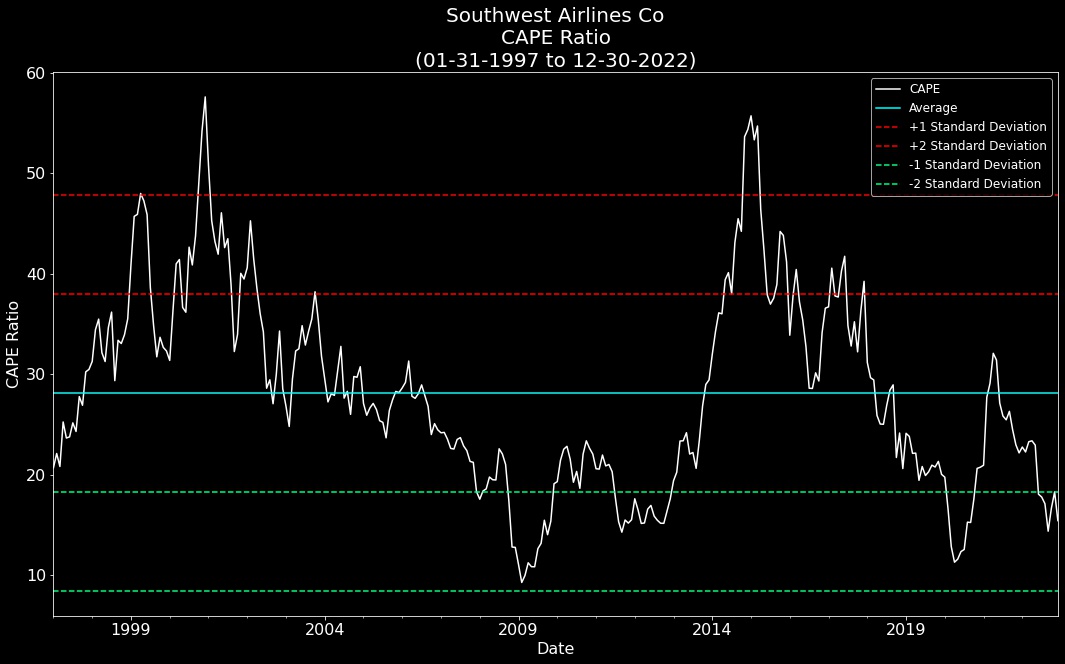 Southwest Airlines Co
CAPE Ratio
(01-31-1997 to 12-30-2022)
CAPE
Average
+1 Standard Deviation
+2 Standard Deviation
-1 Standard Deviation
-2 Standard Deviation
60
50
40
30
20
10
CAPE Ratio
1999
2004
2009
2014
2019
Date